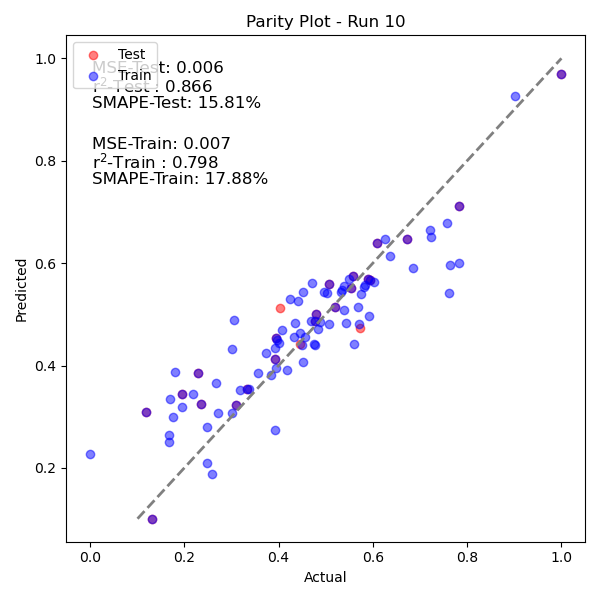 Parity Plot - Run 10
Test
Train
MSE-Test: 0.006
r²-Test : 0.866
SMAPE-Test: 15.81%
MSE-Train: 0.007
r²-Train : 0.798
SMAPE-Train: 17.88%
Predicted
1.0
0.8
0.6
0.4
0.2
0.0 0.2 0.4 0.6 0.8 1.0
Actual